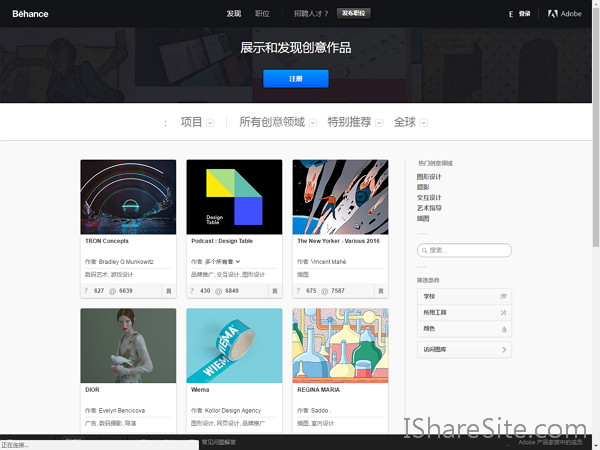 Bēhance
发现 职位 招聘人才? 发布职位
登录 Adobe
展示和发现创意作品
注册
: 项目 所有创意领域 特别推荐 全球
TRON Concepts
作者 Bradley G Munkowitz
数码艺术, 游戏设计
? 627 @ 6839
Design
Table
Podcast : Design Table
作者 多个所有者
品牌推广, 交互设计, 图形设计
? 430 @ 6840
The New Yorker - Various 2016
作者 Vincent Mahé
插图
? 675 @ 7587
热门创意领域
图形设计
摄影
交互设计
艺术指导
插图
搜索...
筛选条件
学校
所用工具
颜色
访问图库
DIOR
作者 Evelyn Bencicova
广告, 数码摄影, 导演
WIEMA
Wiema
作者 Kolor Design Agency
图形设计, 网页设计, 品牌推广
REGINA MARIA
作者 Saddo .
插图, 室内设计
正在连接...
常见问题解答
Adobe 产品家族中的成员
IShareSite.com